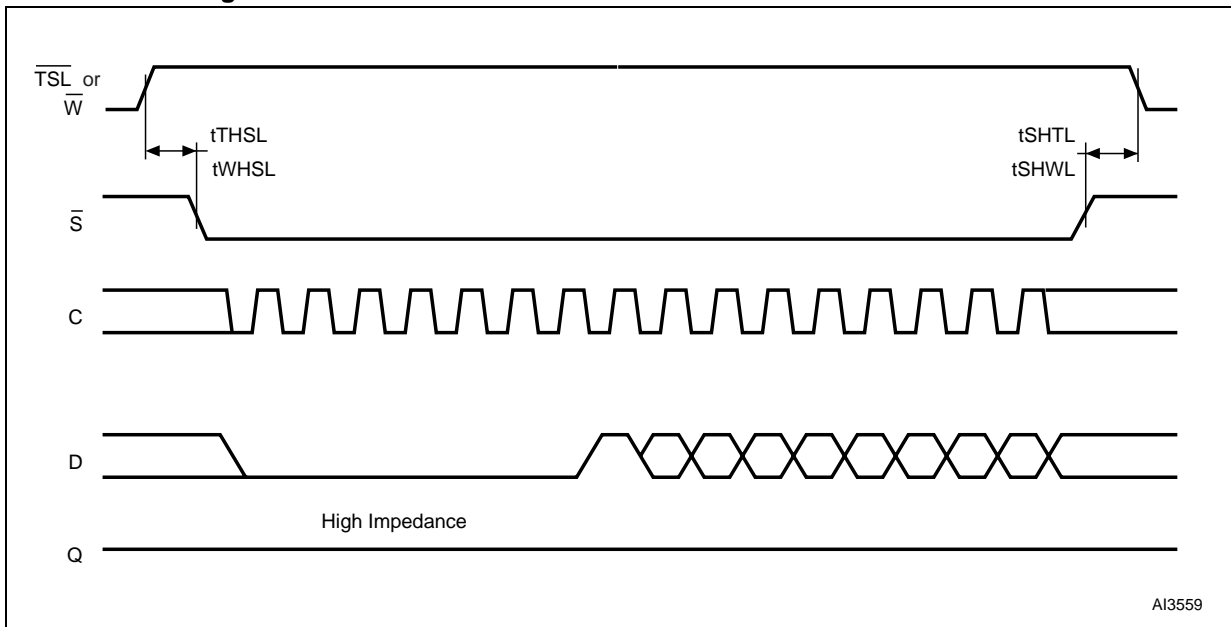 TSL or
W
tTHSL
tWHSL
tSHTL
tSHWL
S
C
D
High Impedance
Q
AI3559